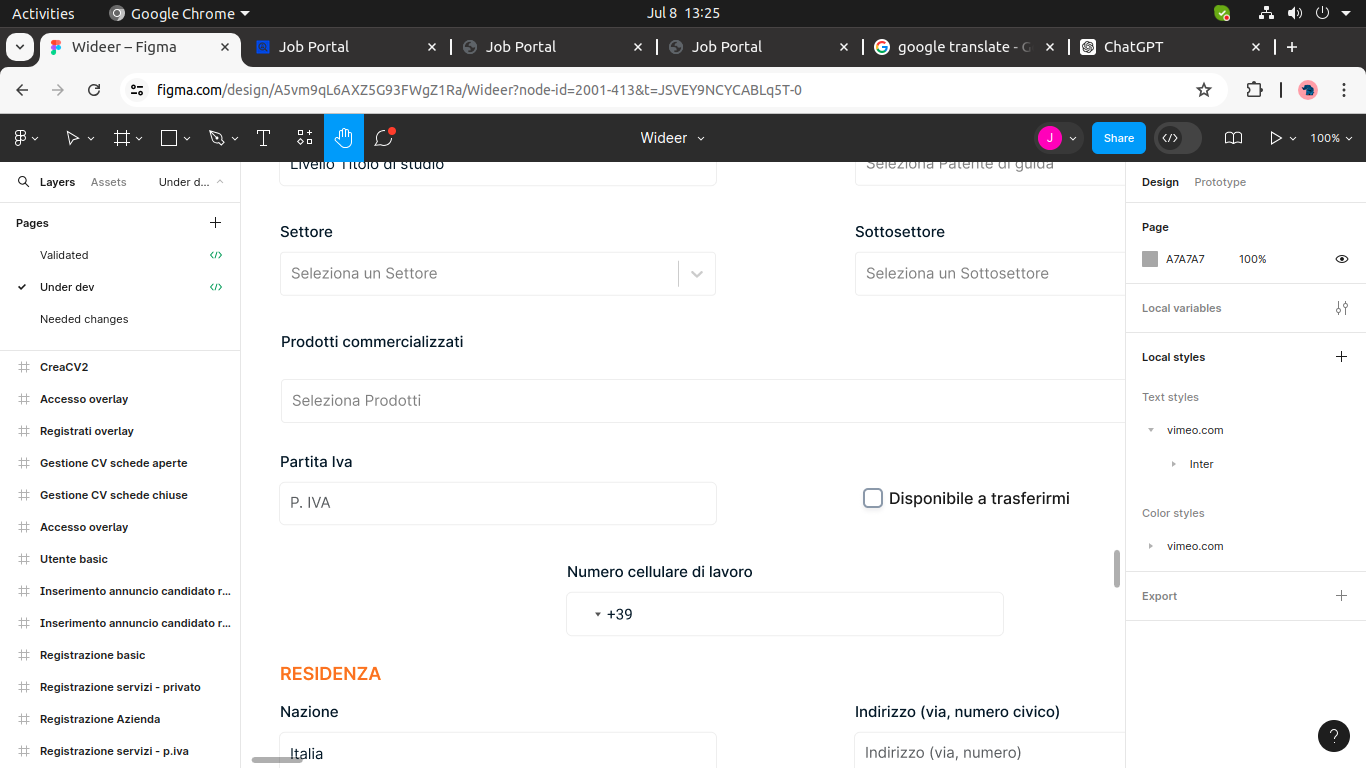 Activities Google Chrome Jul 8 13:25
Wideer – Figma Job Portal Job Portal Job Portal google translate - G ChatGPT
figma.com/design/A5vm9qL6AXZ5G93FWgZ1Ra/Wideer?node-id=2001-413&t=JSVEY9NCYCABLq5T-0
Wideer J Share 100%
Layers Assets Under d...
Pages
Validated
Under dev
Needed changes
CreaCV2
Accesso overlay
Registrati overlay
Gestione CV schede aperte
Gestione CV schede chiuse
Accesso overlay
Utente basic
Inserimento annuncio candidato r...
Inserimento annuncio candidato r...
Registrazione basic
Registrazione servizi - privato
Registrazione Azienda
Registrazione servizi - p.iva
Livello Titolo di studio Seleziona Patente di guida
Settore Sottosettore
Seleziona un Settore Seleziona un Sottosettore
Prodotti commercializzati
Seleziona Prodotti
Partita Iva
P. IVA Disponibile a trasferirmi
Numero cellulare di lavoro
+39
RESIDENZA
Nazione Indirizzo (via, numero civico)
Italia Indirizzo (via, numero)
Design Prototype
Page
A7A7A7 100%
Local variables
Local styles
Text styles
vimeo.com
Inter
Color styles
vimeo.com
Export
?